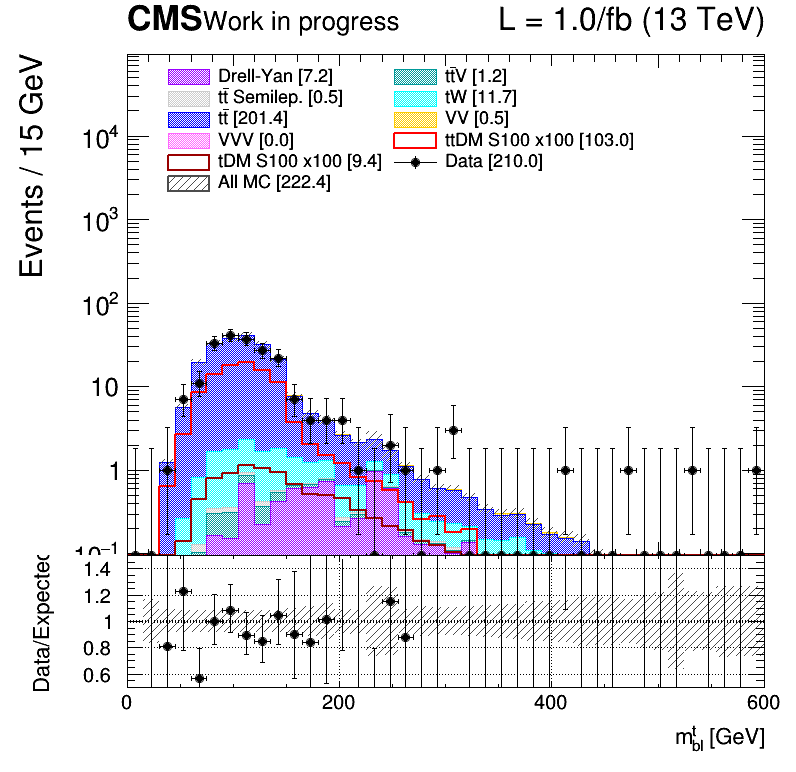 CMS Work in progress L = 1.0/fb (13 TeV)
Events / 15 GeV
Drell-Yan [7.2] tt̄V [1.2]
tt̄ Semilep. [0.5] tW [11.7]
tt̄ [201.4] VV [0.5]
VVV [0.0] ttDM S100 x100 [103.0]
tDM S100 x100 [9.4] Data [210.0]
All MC [222.4]
10⁴
10³
10²
10
1
10⁻¹
Data/Expected
1.4
1.2
1
0.8
0.6
0 200 400 600
mᵗbl [GeV]